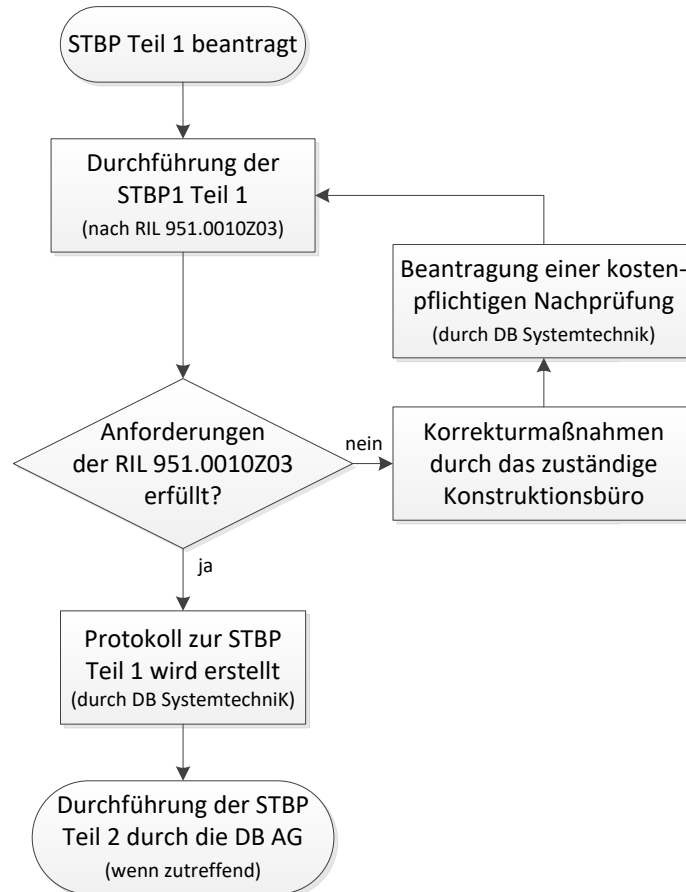 STBP Teil 1 beantragt
Durchführung der
STBP1 Teil 1
(nach RIL 951.0010Z03)
Beantragung einer kosten-
pflichtigen Nachprüfung
(durch DB Systemtechnik)
Anforderungen
der RIL 951.0010Z03
erfüllt?
nein
Korrekturmaßnahmen
durch das zuständige
Konstruktionsbüro
ja
Protokoll zur STBP
Teil 1 wird erstellt
(durch DB SystemtechniK)
Durchführung der STBP
Teil 2 durch die DB AG
(wenn zutreffend)